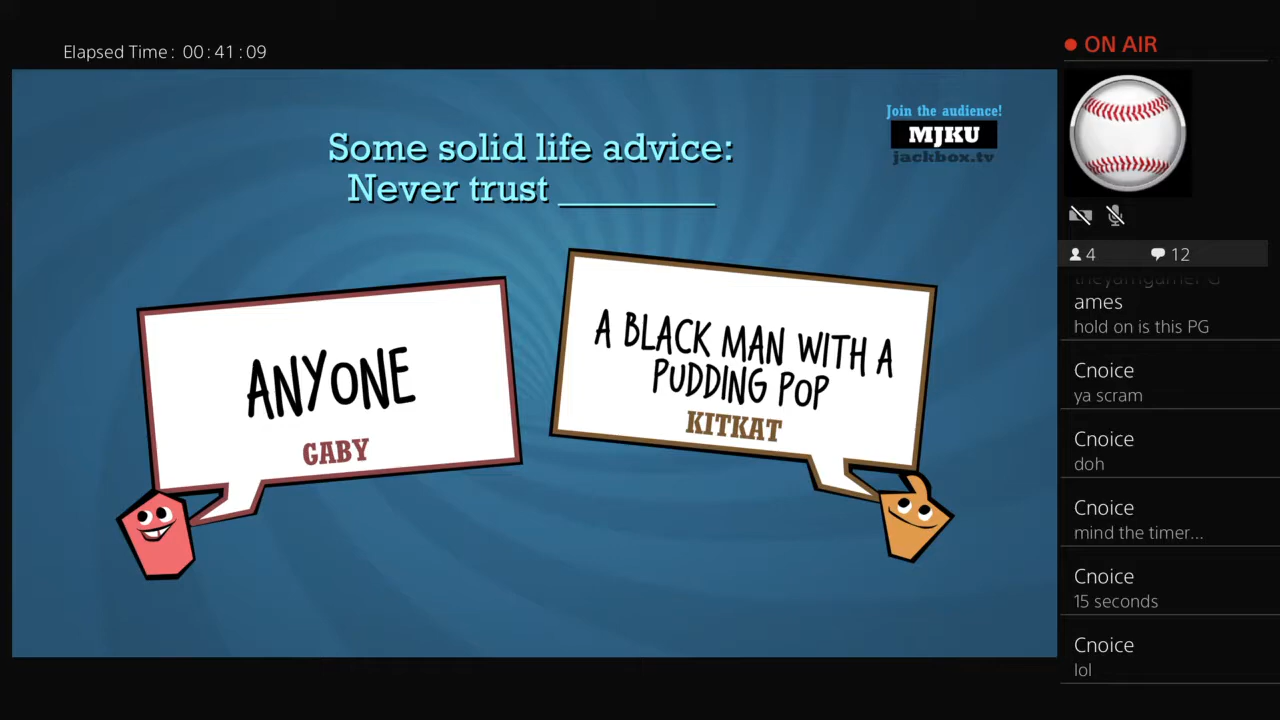 Elapsed Time: 00:41:09
ON AIR
Join the audience!
MJKU
jackbox.tv
Some solid life advice:
Never trust ________
ANYONE
GABY
A BLACK MAN WITH A
PUDDING POP
KITKAT
4
12
theyamgamerPG
ames
hold on is this PG
Cnoice
ya scram
Cnoice
doh
Cnoice
mind the timer...
Cnoice
15 seconds
Cnoice
lol